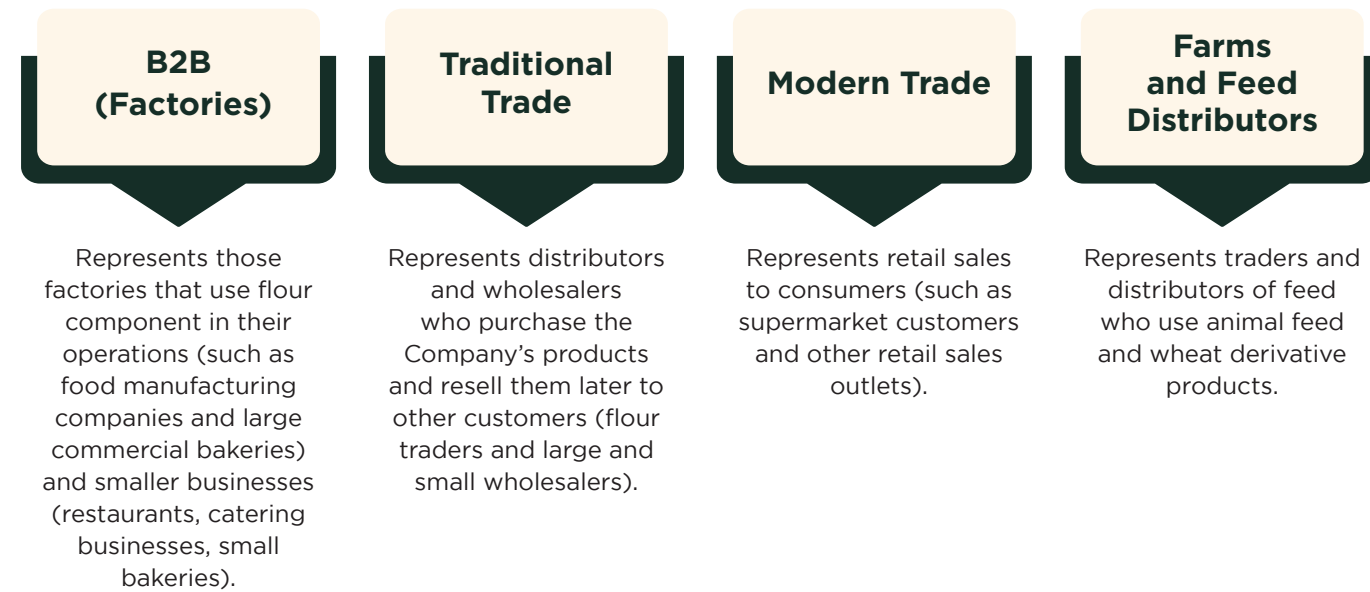 B2B
(Factories)
Represents those
factories that use flour
component in their
operations (such as
food manufacturing
companies and large
commercial bakeries)
and smaller businesses
(restaurants, catering
businesses, small
bakeries).
Traditional
Trade
Represents distributors
and wholesalers
who purchase the
Company’s products
and resell them later to
other customers (flour
traders and large and
small wholesalers).
Modern Trade
Represents retail sales
to consumers (such as
supermarket customers
and other retail sales
outlets).
Farms
and Feed
Distributors
Represents traders and
distributors of feed
who use animal feed
and wheat derivative
products.